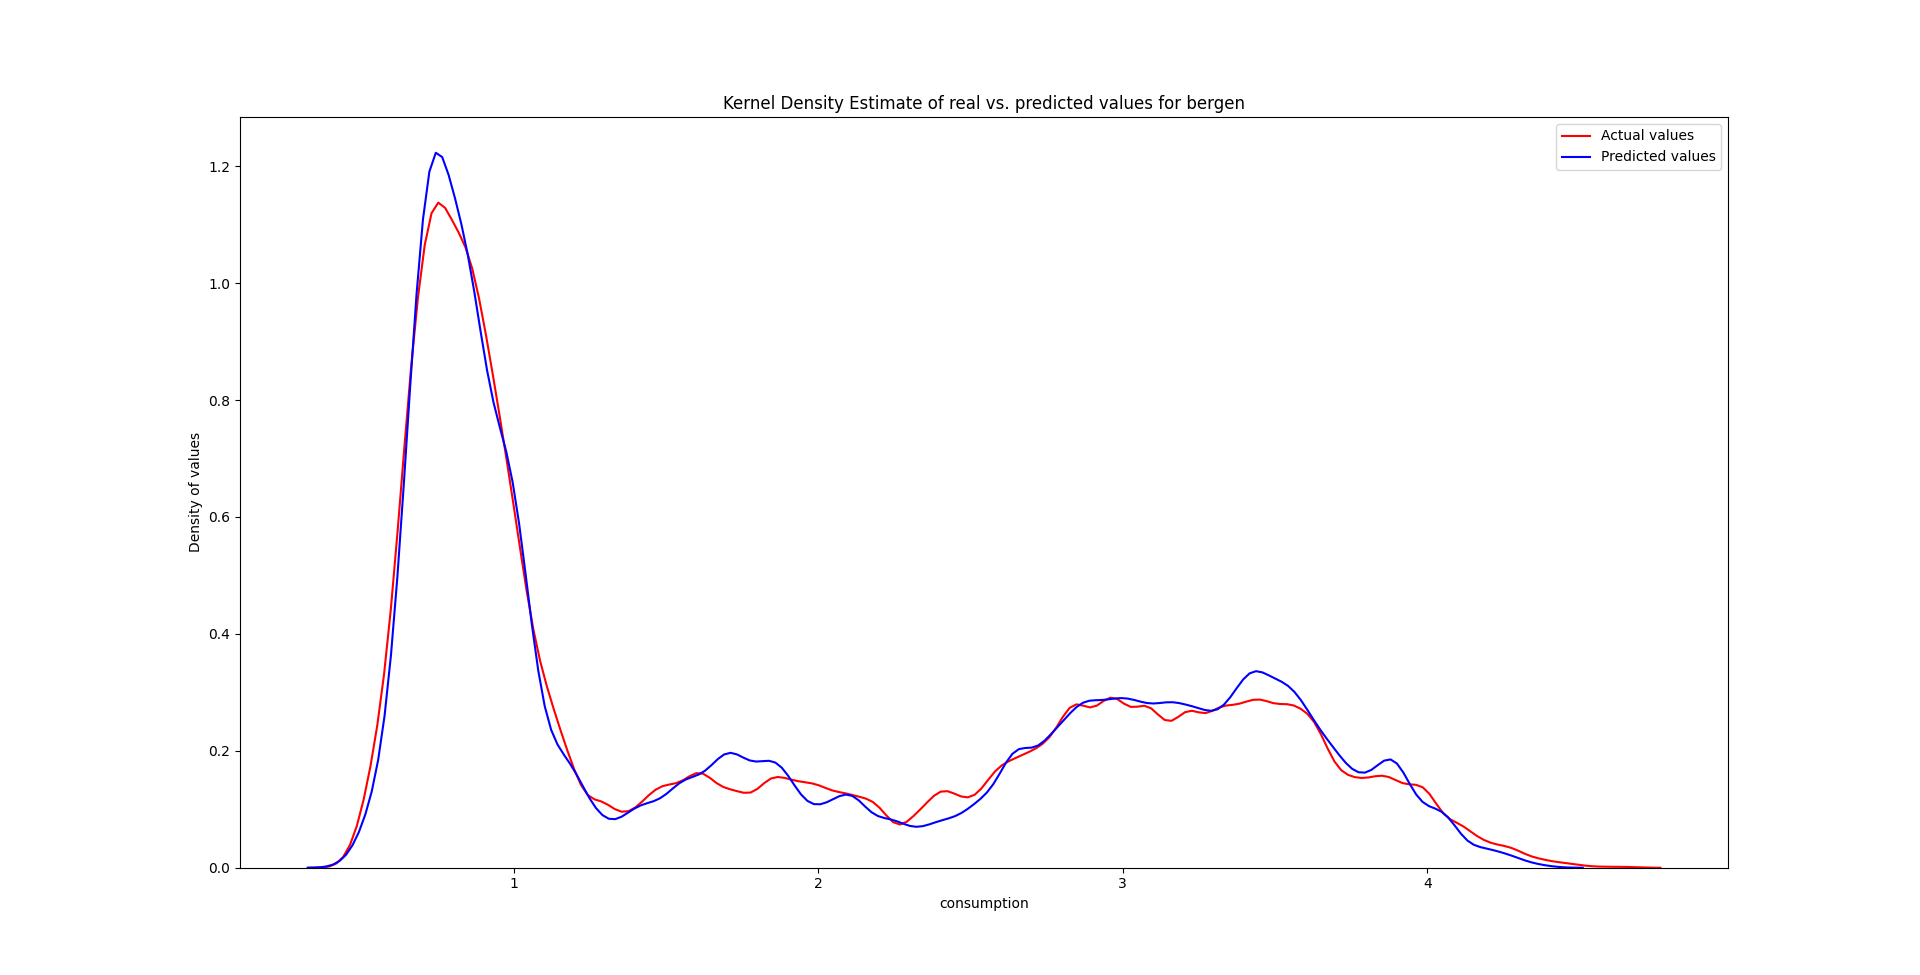 Kernel Density Estimate of real vs. predicted values for bergen
Actual values
Predicted values
1.2
1.0
0.8
0.6
0.4
0.2
0.0
Density of values
1 2 3 4
consumption